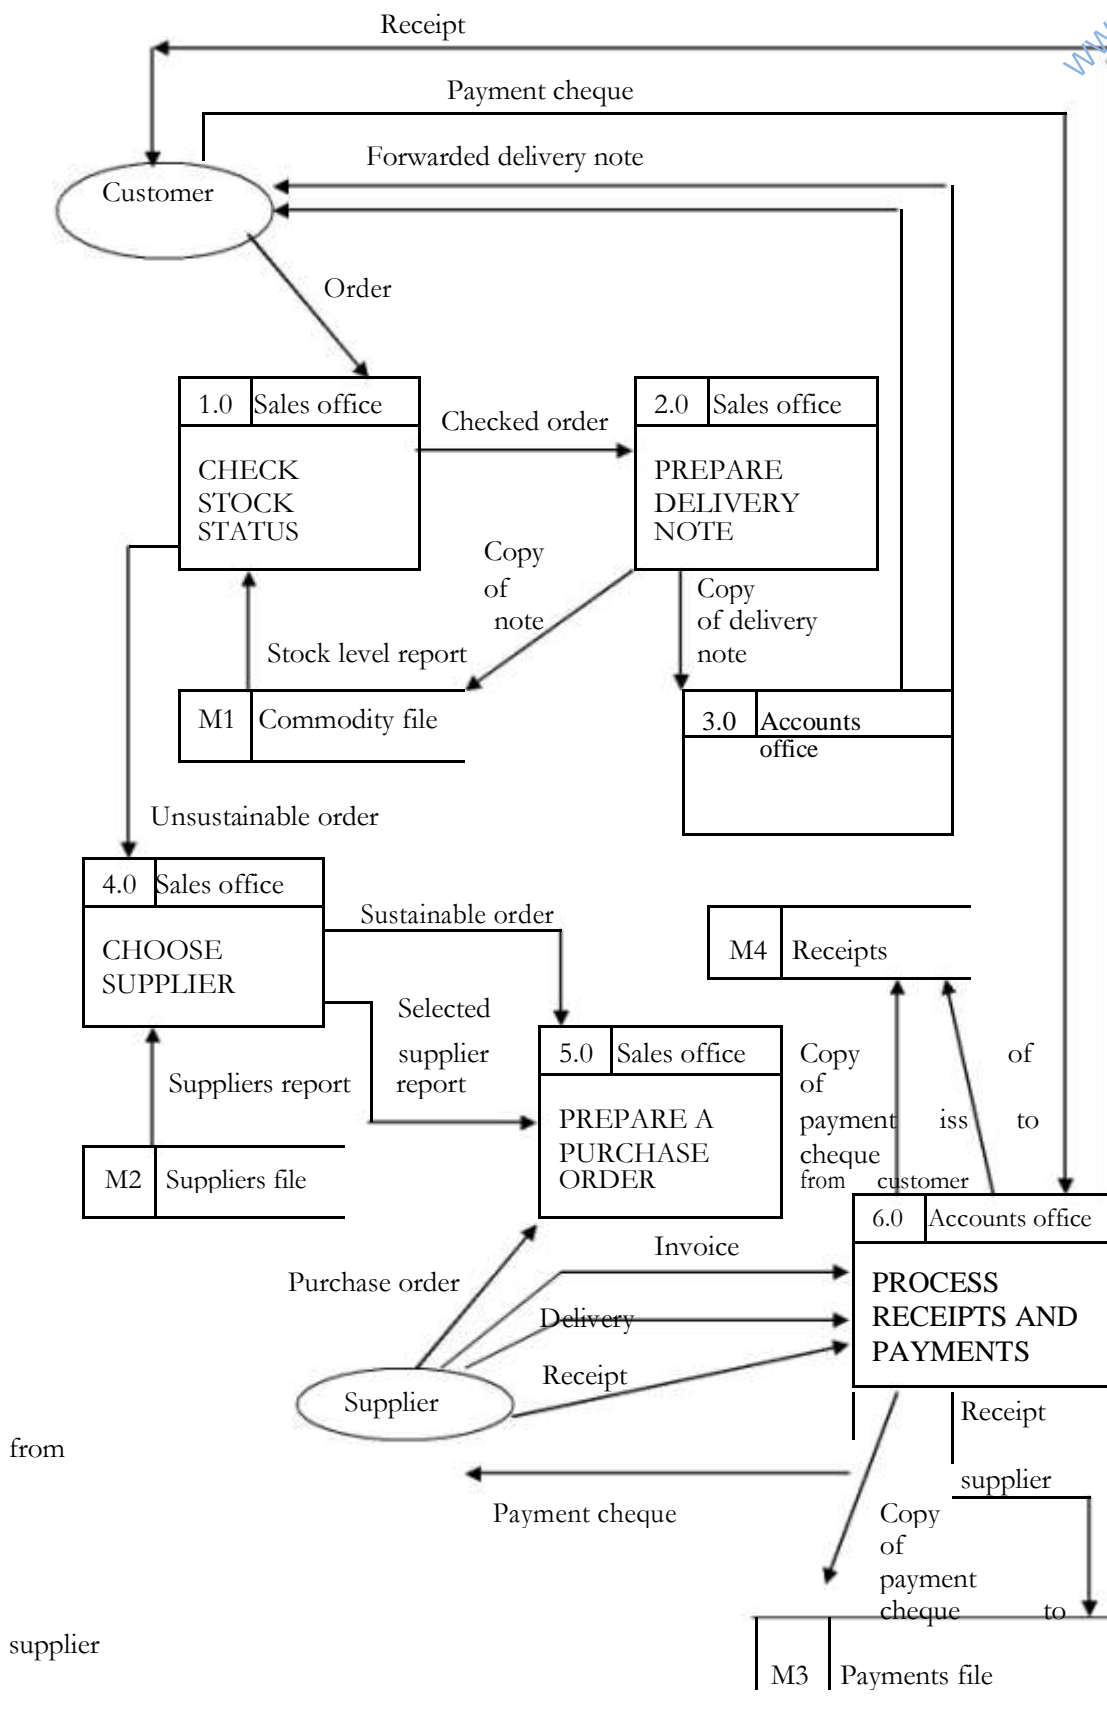 Receipt
ww
Payment cheque
Forwarded delivery note
Customer
Order
1.0 Sales office
2.0 Sales office
Checked order
CHECK
STOCK
STATUS
PREPARE
DELIVERY
NOTE
Copy
of
note
Copy
of delivery
note
Stock level report
M1 Commodity file
3.0 Accounts
office
Unsustainable order
4.0 Sales office
Sustainable order
CHOOSE
SUPPLIER
M4 Receipts
Selected
supplier
report
5.0 Sales office
Copy of
of
payment iss to
cheque
from customer
Suppliers report
PREPARE A
PURCHASE
ORDER
M2 Suppliers file
6.0 Accounts office
Invoice
Purchase order
PROCESS
RECEIPTS AND
PAYMENTS
Delivery
Receipt
Supplier
Receipt
from
supplier
Payment cheque
Copy
of
payment
cheque to
supplier
M3 Payments file